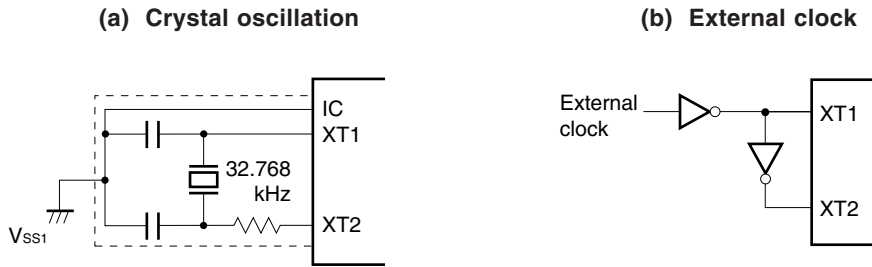 (a) Crystal oscillation
IC
XT1
32.768
kHz
XT2
VSS1
(b) External clock
External
clock
XT1
XT2